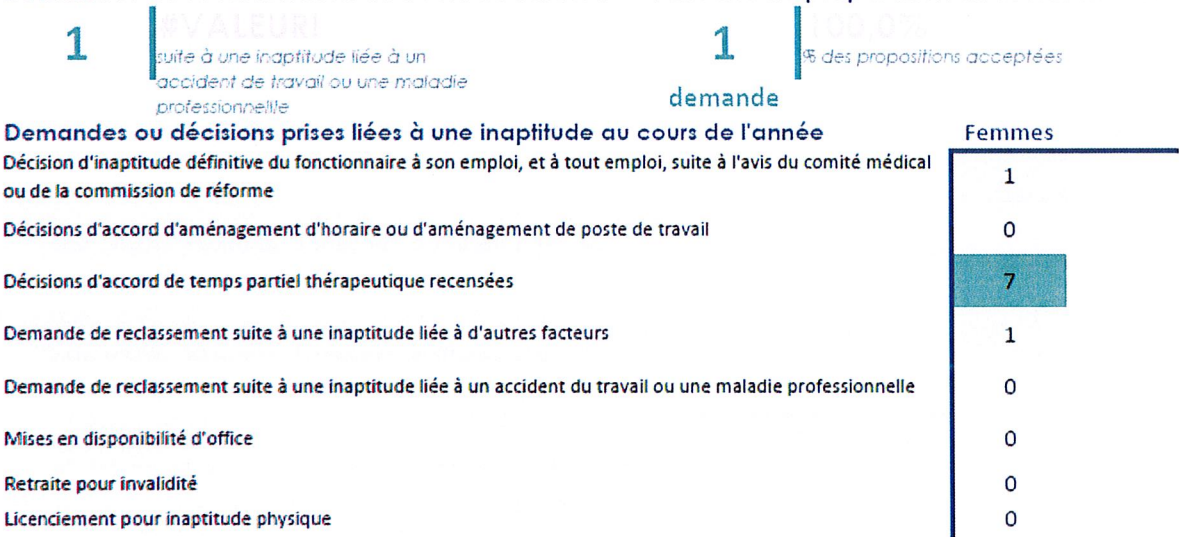 #VALEUR!
1
suite à une inaptitude liée à un
accident de travail ou une maladie
professionnelle
100.0%
1
% des propositions acceptées
demande
Demandes ou décisions prises liées à une inaptitude au cours de l'année Femmes
Décision d'inaptitude définitive du fonctionnaire à son emploi, et à tout emploi, suite à l'avis du comité médical
ou de la commission de réforme 1
Décisions d'accord d'aménagement d'horaire ou d'aménagement de poste de travail 0
Décisions d'accord de temps partiel thérapeutique recensées 7
Demande de reclassement suite à une inaptitude liée à d'autres facteurs 1
Demande de reclassement suite à une inaptitude liée à un accident du travail ou une maladie professionnelle 0
Mises en disponibilité d'office 0
Retraite pour invalidité 0
Licenciement pour inaptitude physique 0